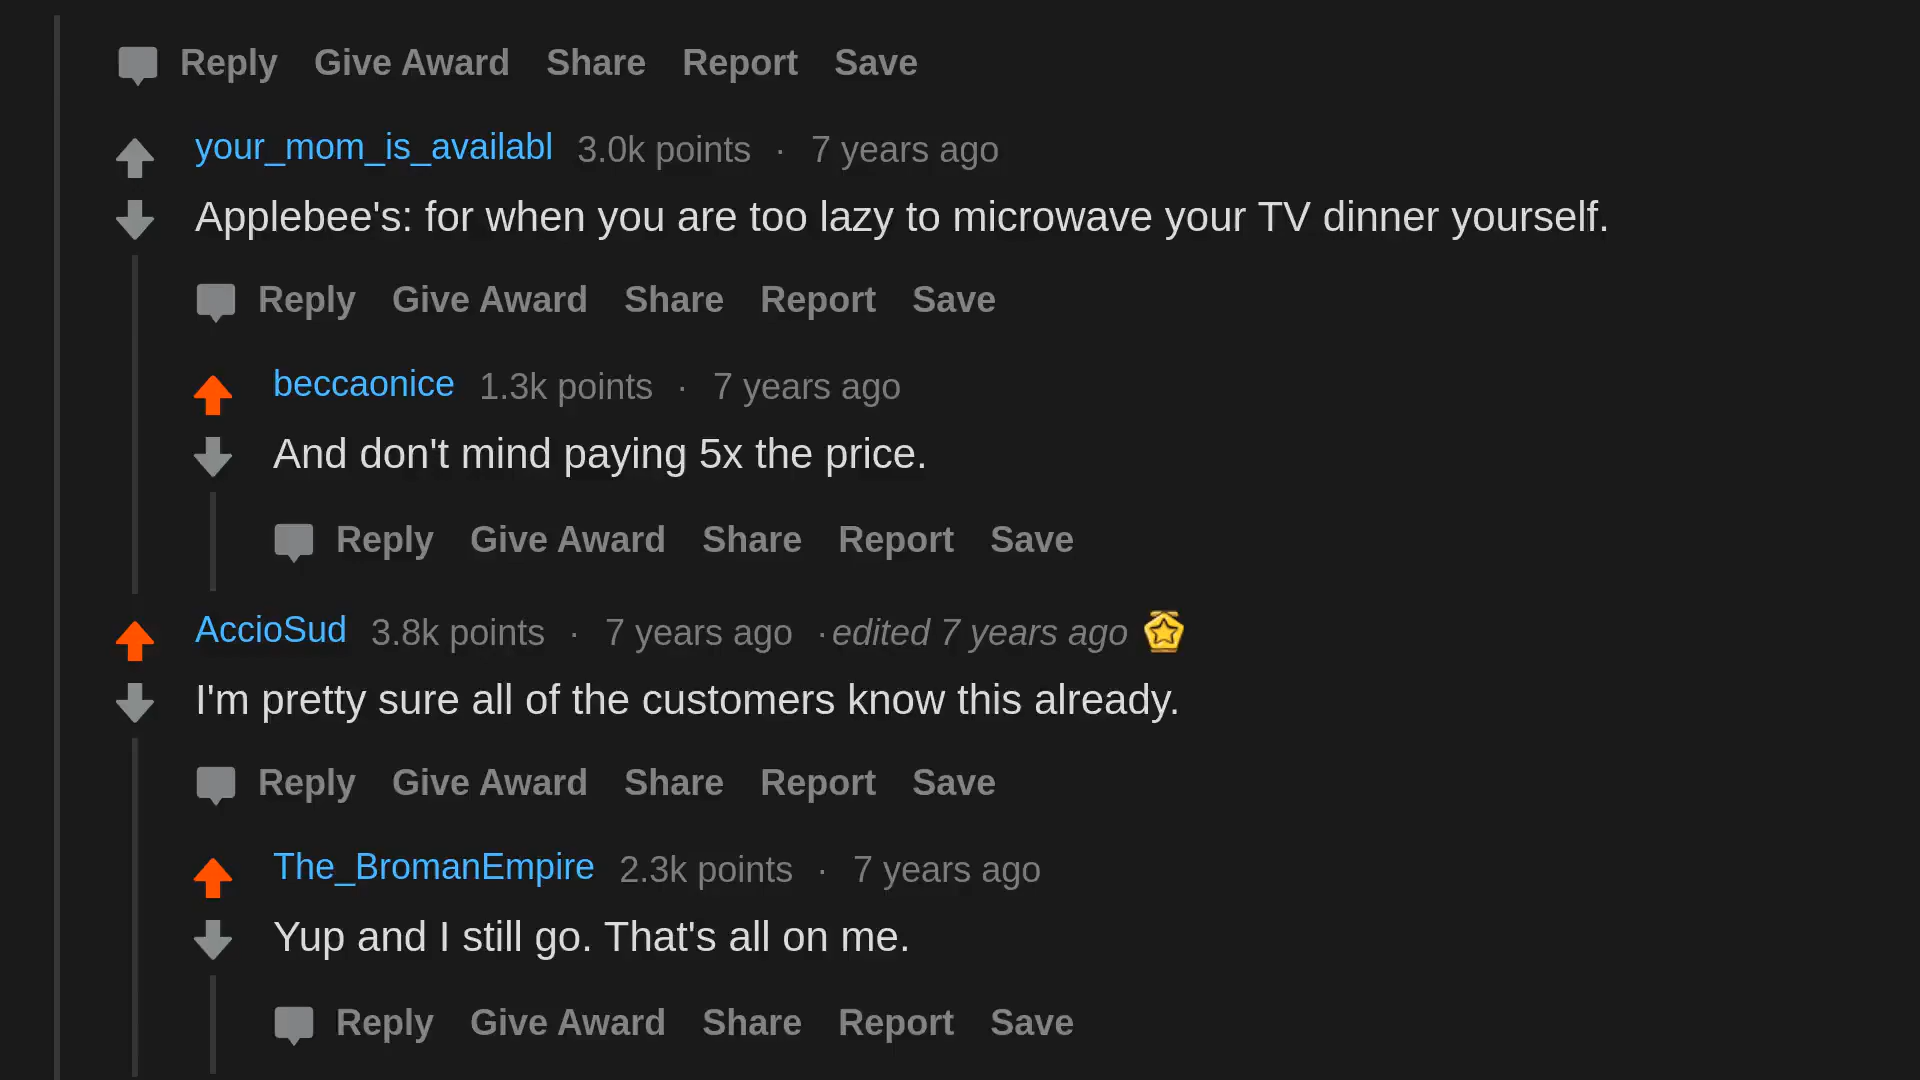 Reply Give Award Share Report Save
your_mom_is_availabl 3.0k points · 7 years ago
Applebee's: for when you are too lazy to microwave your TV dinner yourself.
Reply Give Award Share Report Save
beccaonice 1.3k points · 7 years ago
And don't mind paying 5x the price.
Reply Give Award Share Report Save
AccioSud 3.8k points · 7 years ago ·edited 7 years ago
I'm pretty sure all of the customers know this already.
Reply Give Award Share Report Save
The_BromanEmpire 2.3k points · 7 years ago
Yup and I still go. That's all on me.
Reply Give Award Share Report Save